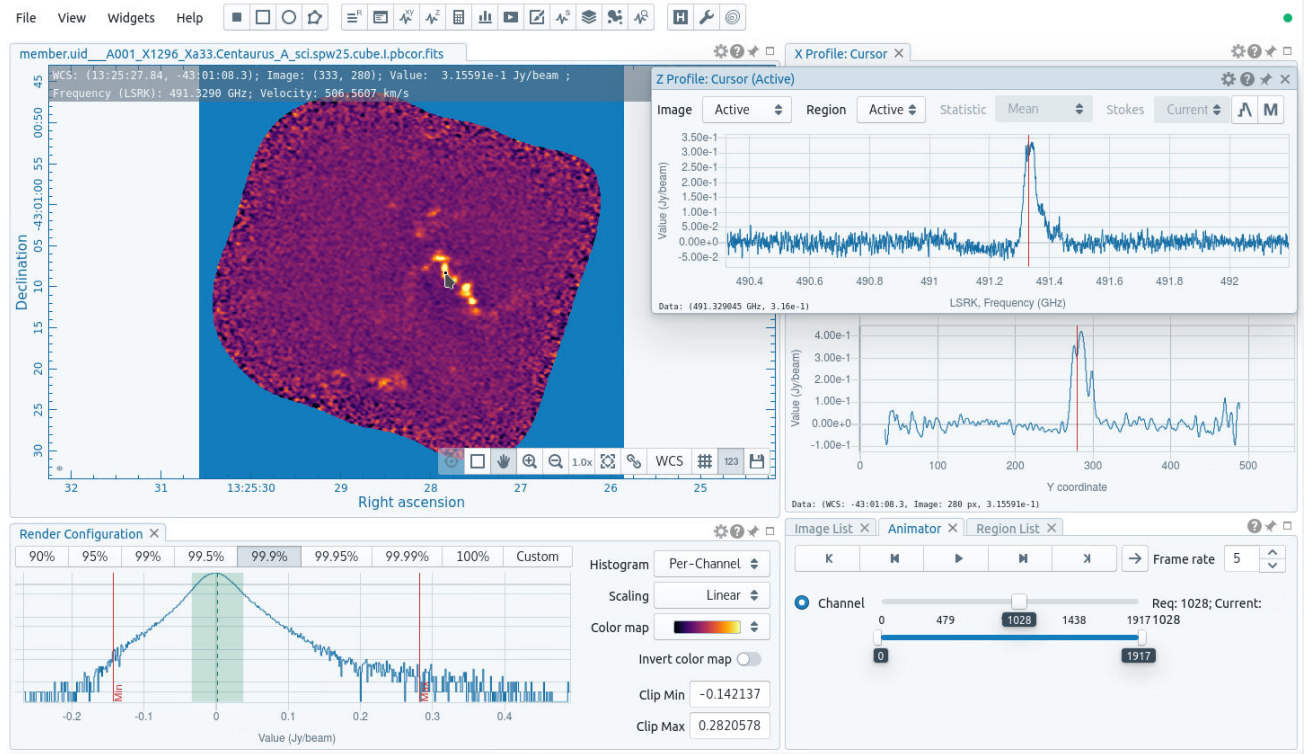 File View Widgets Help
member.uid___A001_X1296_Xa33.Centaurus_A_sci.spw25.cube.I.pbcor.fits
WCS: (13:25:27.84, -43:01:08.3); Image: (333, 280); Value: 3.15591e-1 Jy/beam ;
Frequency (LSRK): 491.3290 GHz; Velocity: 506.5607 km/s
Declination
45
00:50
55
-43:01:00
05
10
15
20
25
30
1.0x WCS 123
32 31 13:25:30 29 28 27 26 25
Right ascension
X Profile: Cursor
Z Profile: Cursor (Active)
Image Active Region Active Statistic Mean Stokes Current M
Value (Jy/beam)
3.50e-1
3.00e-1
2.50e-1
2.00e-1
1.50e-1
1.00e-1
5.00e-2
0.00e+0
-5.00e-2
490.4 490.6 490.8 491 491.2 491.4 491.6 491.8 492
LSRK, Frequency (GHz)
Data: (491.329045 GHz, 3.16e-1)
Value (Jy/beam)
4.00e-1
3.00e-1
2.00e-1
1.00e-1
0.00e+0
-1.00e-1
0 100 200 300 400 500
Y coordinate
Data: (WCS: -43:01:08.3, Image: 280 px, 3.15591e-1)
Render Configuration
90% 95% 99% 99.5% 99.9% 99.95% 99.99% 100% Custom
Min
Max
-0.2 -0.1 0 0.1 0.2 0.3 0.4
Value (Jy/beam)
Histogram Per-Channel
Scaling Linear
Color map
Invert color map
Clip Min -0.142137
Clip Max 0.2820578
Image List Animator Region List
Frame rate 5
Channel Req: 1028; Current:
0 479 1028 1438 1917 1028
0 1917